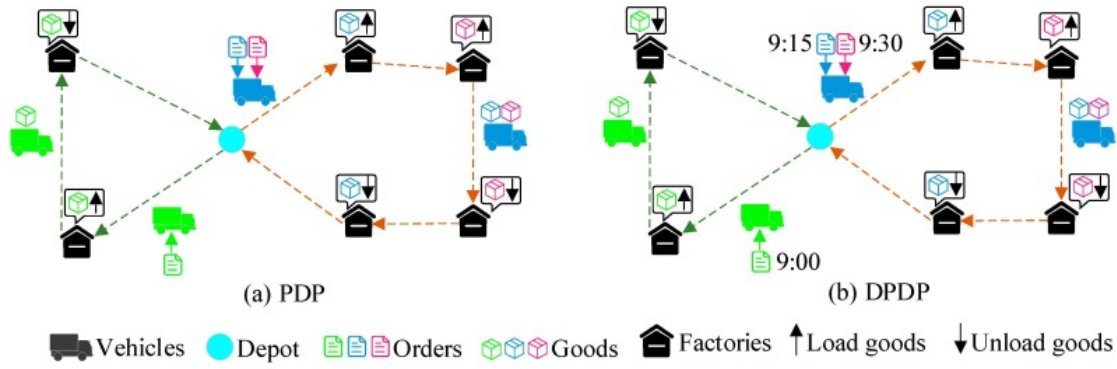 9:15 9:30
9:00
(a) PDP (b) DPDP
Vehicles Depot Orders Goods Factories Load goods Unload goods